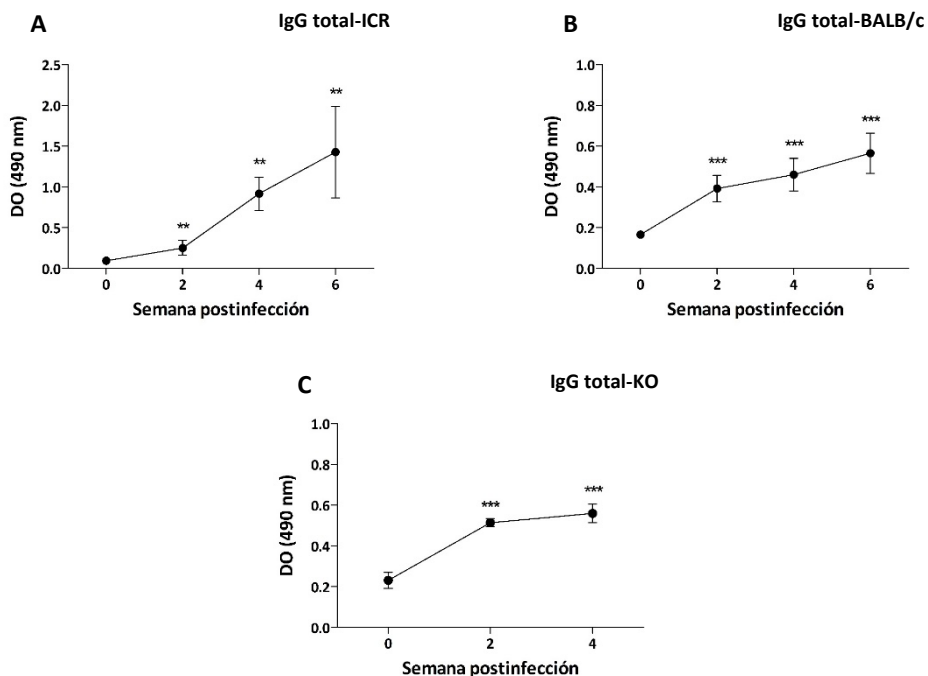 A
IgG total-ICR
2.5
2.0
1.5
1.0
0.5
0.0
DO (490 nm)
**
**
**
0 2 4 6
Semana postinfección
B
IgG total-BALB/c
1.0
0.8
0.6
0.4
0.2
0.0
DO (490 nm)
***
***
***
0 2 4 6
Semana postinfección
C
IgG total-KO
1.0
0.8
0.6
0.4
0.2
0.0
DO (490 nm)
***
***
0 2 4
Semana postinfección